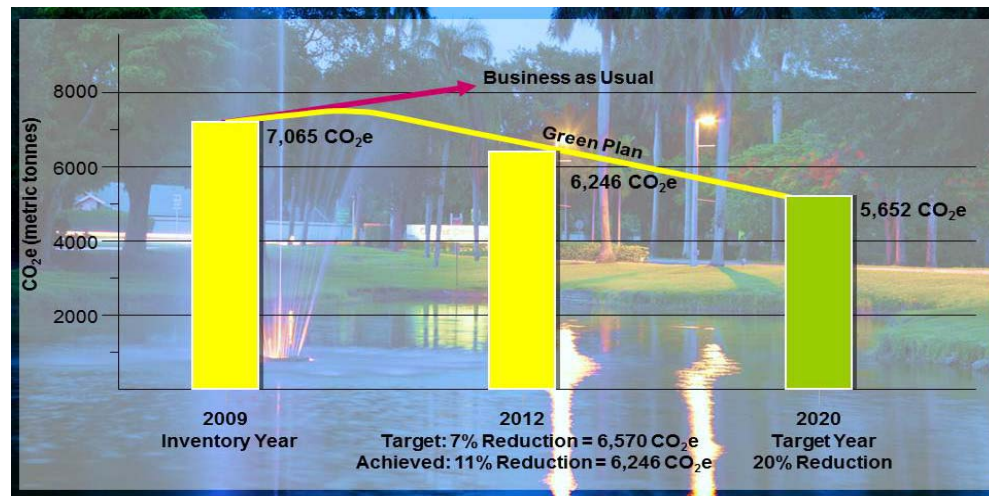 CO₂e (metric tonnes)
8000
6000
4000
2000
Business as Usual
Green Plan
7,065 CO₂e
6,246 CO₂e
5,652 CO₂e
2009
Inventory Year
2012
Target: 7% Reduction = 6,570 CO₂e
Achieved: 11% Reduction = 6,246 CO₂e
2020
Target Year
20% Reduction